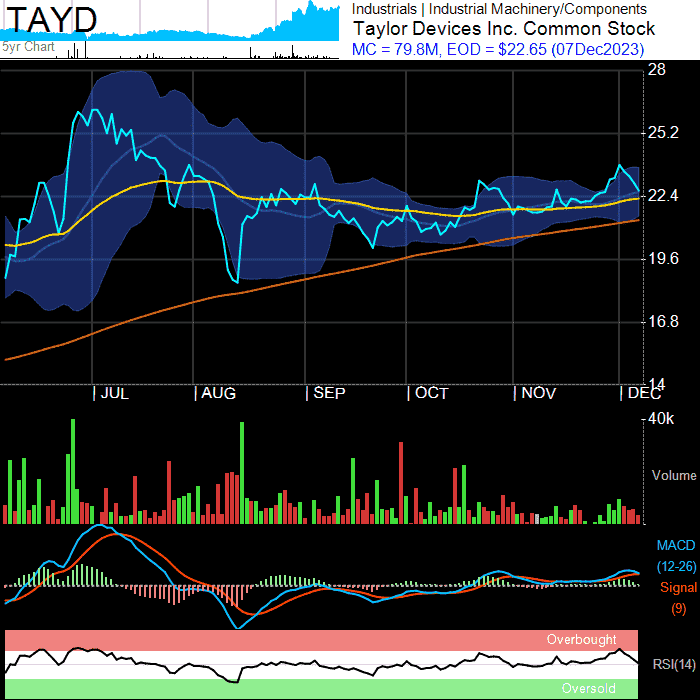 TAYD
5yr Chart
Industrials | Industrial Machinery/Components
Taylor Devices Inc. Common Stock
MC = 79.8M, EOD = $22.65 (07Dec2023)
28
25.2
22.4
19.6
16.8
14
| JUL | AUG | SEP | OCT | NOV | DEC
40k
Volume
MACD
(12-26)
Signal
(9)
Overbought
RSI(14)
Oversold